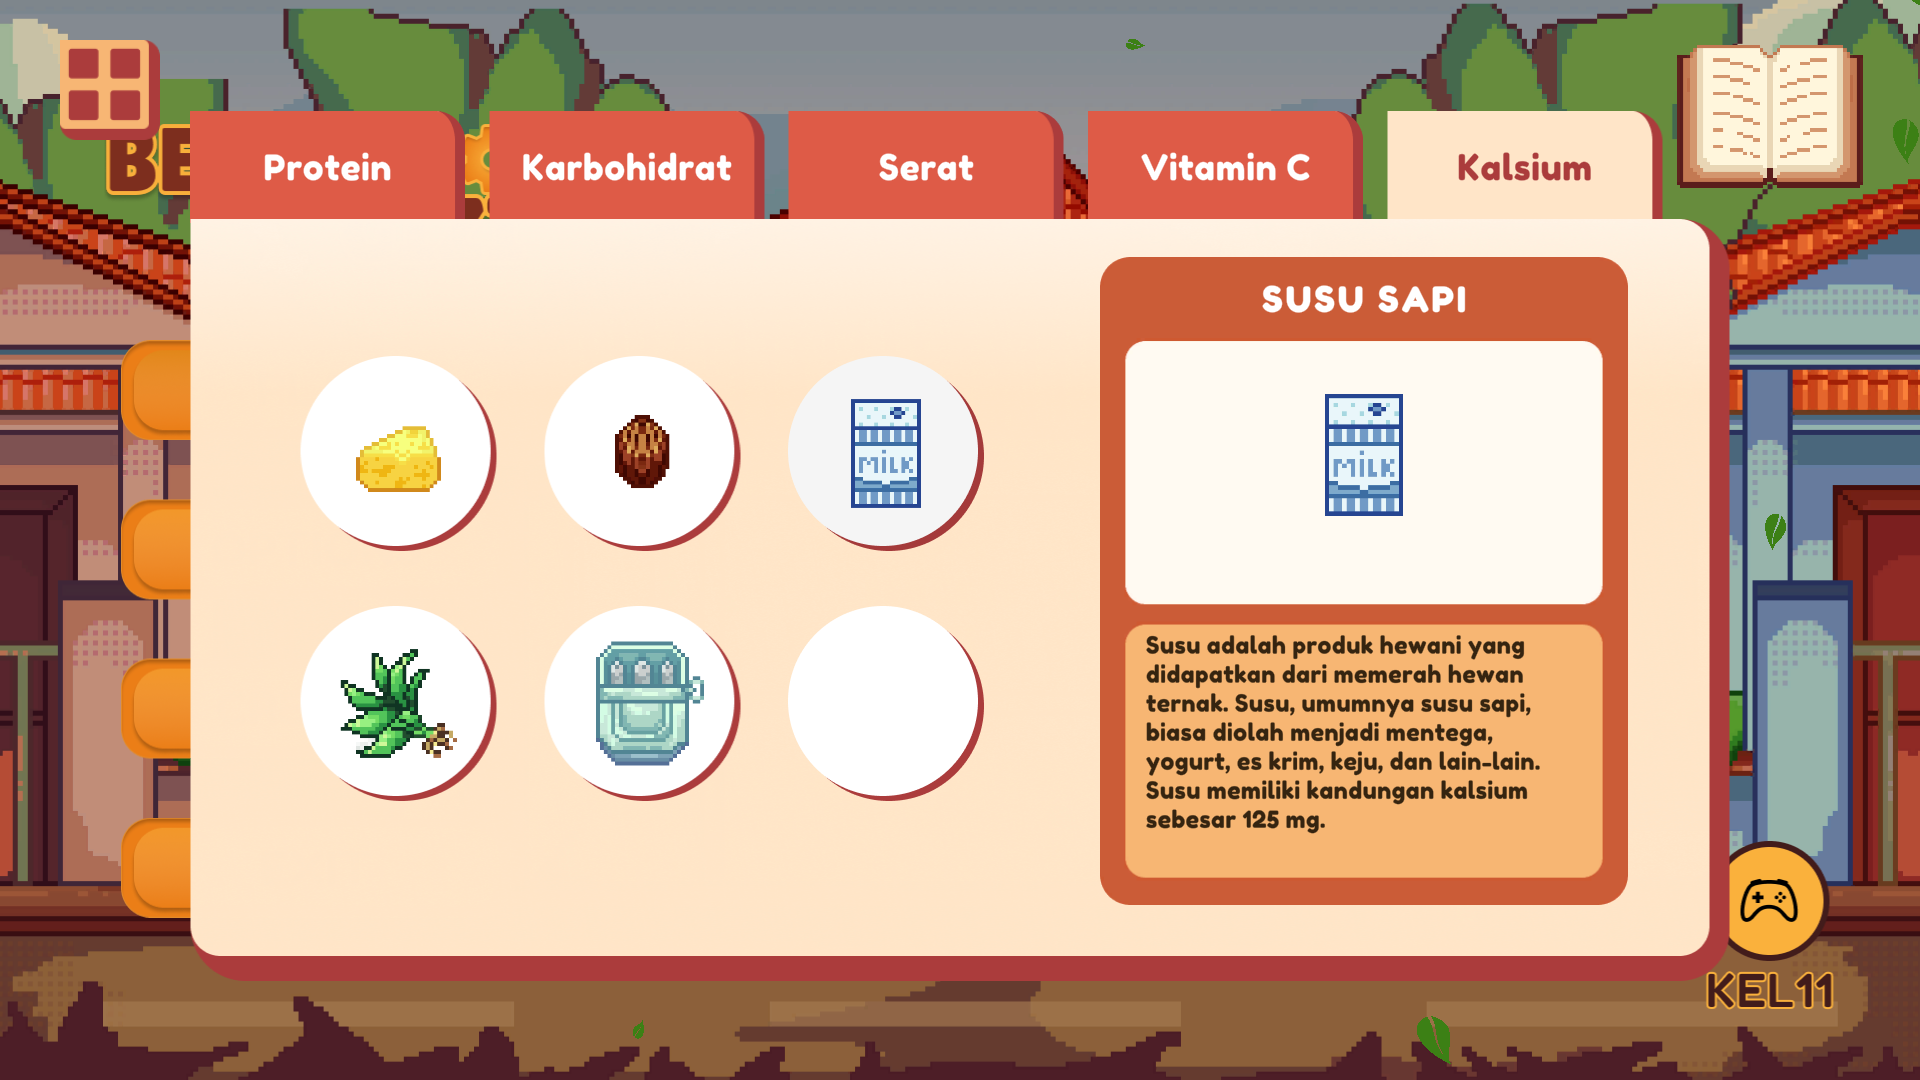 BE
Protein
Karbohidrat
Serat
Vitamin C
Kalsium
SUSU SAPI
MiLK
MiLK
Susu adalah produk hewani yang
didapatkan dari memerah hewan
ternak. Susu, umumnya susu sapi,
biasa diolah menjadi mentega,
yogurt, es krim, keju, dan lain-lain.
Susu memiliki kandungan kalsium
sebesar 125 mg.
KEL11